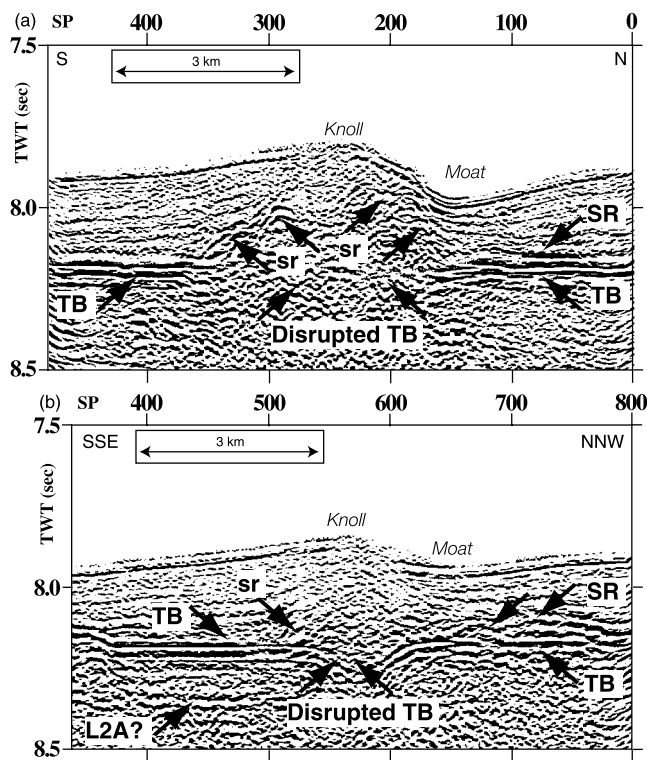 (a) SP 400 300 200 100 0
7.5
S 3 km N
TWT (sec)
Knoll
Moat
8.0
SR
sr sr
TB TB
Disrupted TB
8.5
(b) SP 400 500 600 700 800
7.5
SSE 3 km NNW
TWT (sec)
Knoll
Moat
8.0
sr SR
TB
TB
Disrupted TB
L2A?
8.5